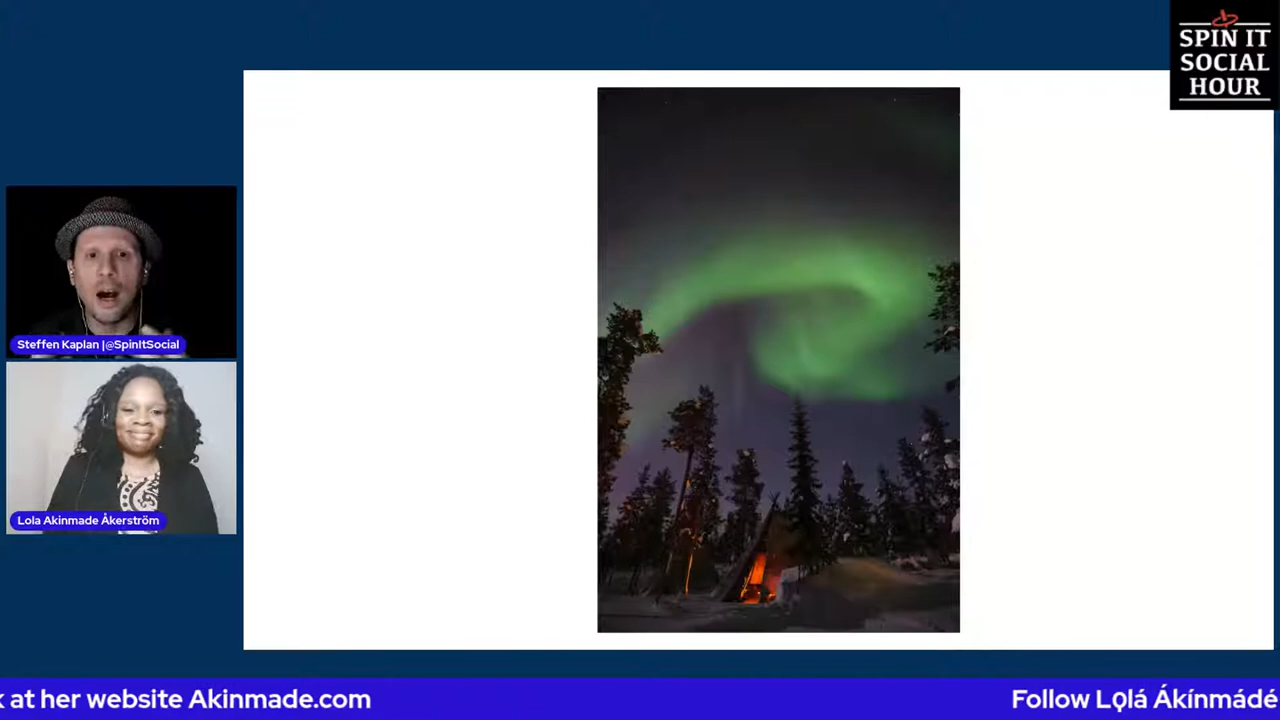 SPIN IT
SOCIAL
HOUR
Steffen Kaplan |@SpinItSocial
Lola Akinmade Åkerström
at her website Akinmade.com
Follow Lọlá Ákínmádé